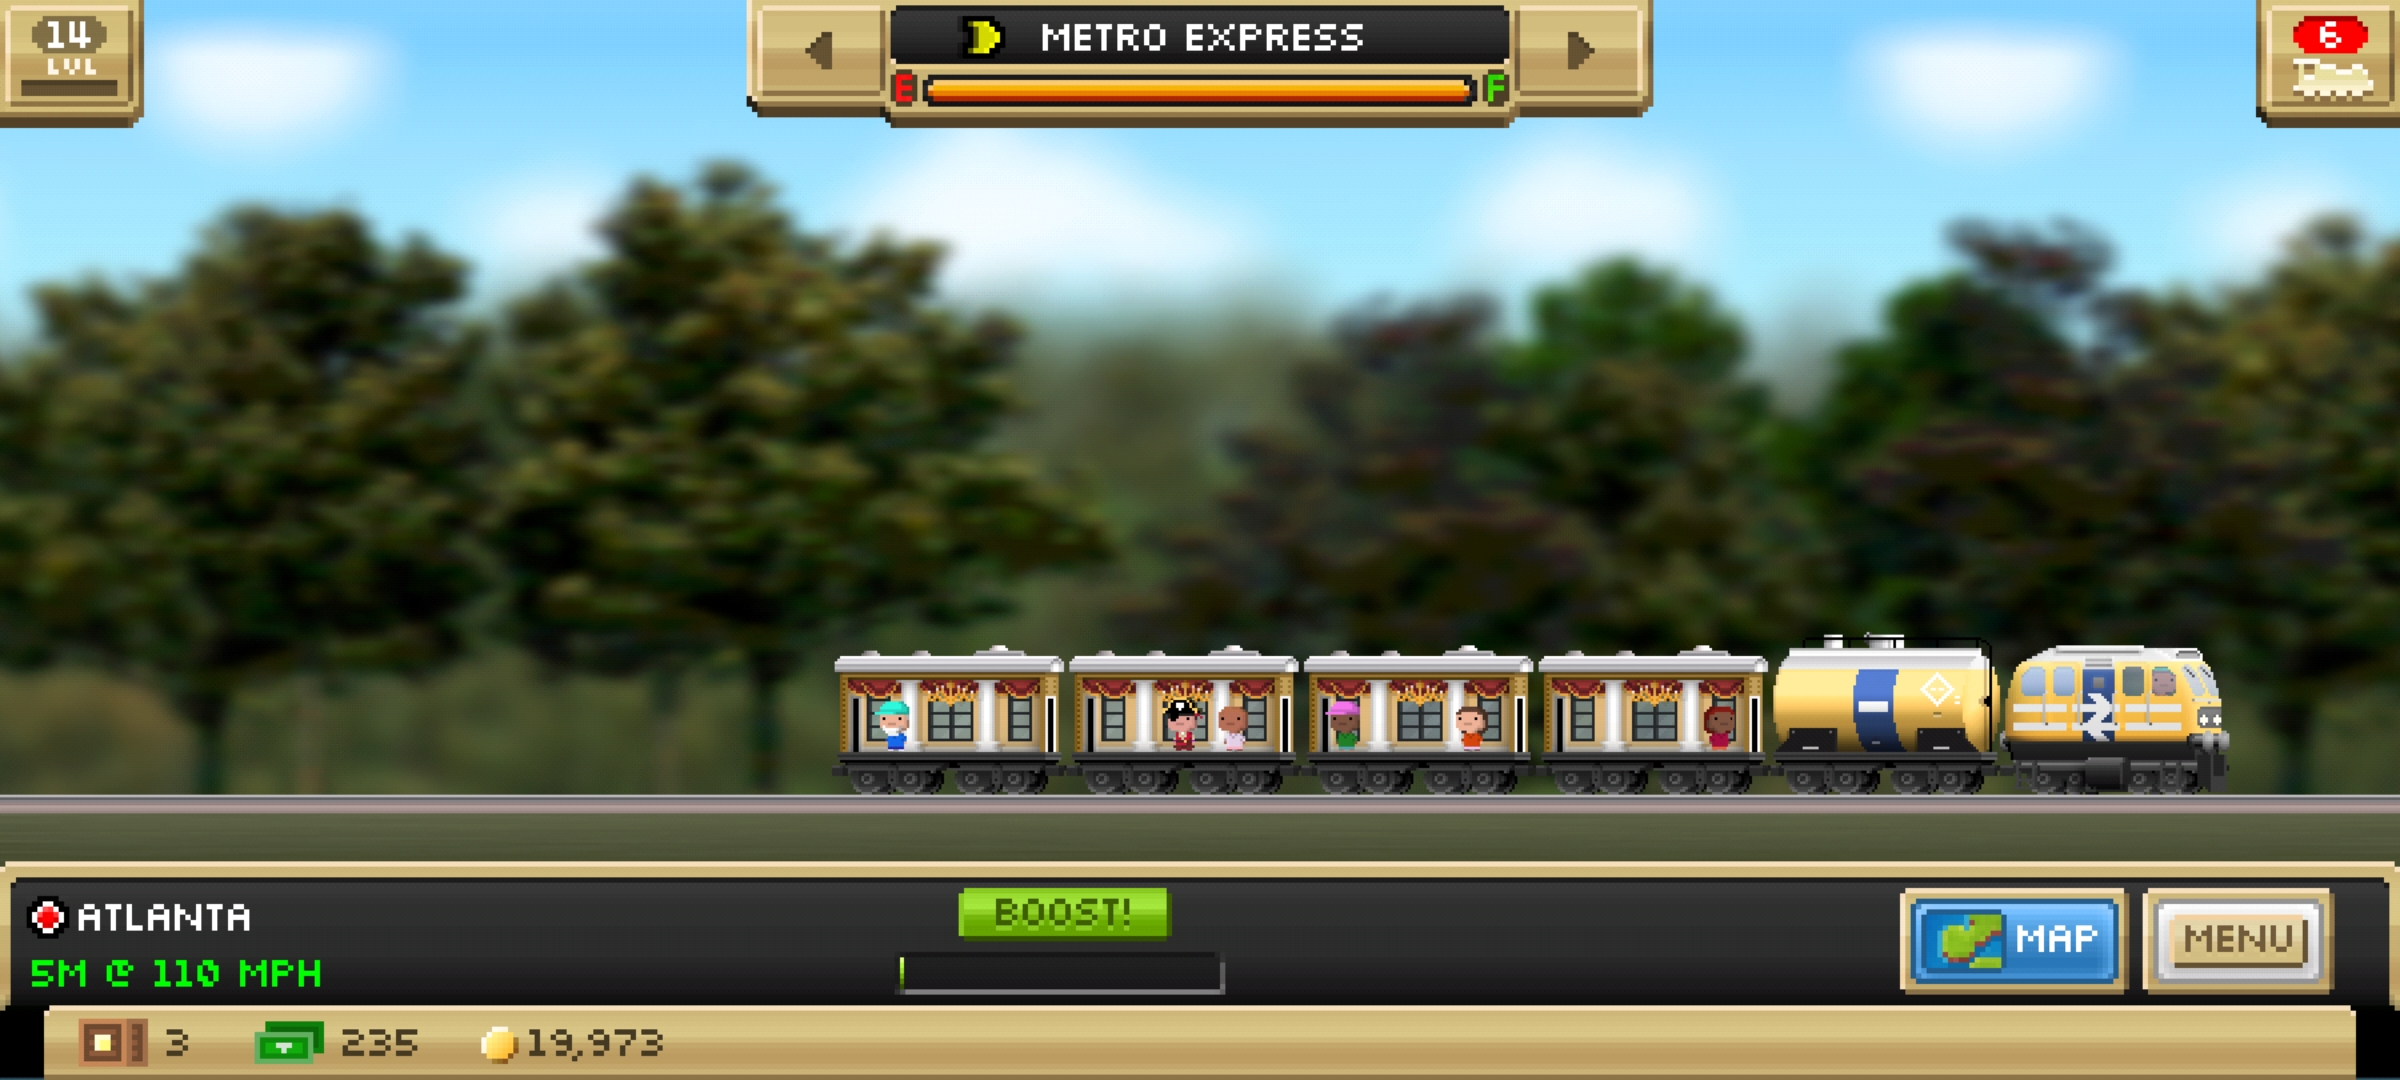 14
LVL
METRO EXPRESS
E F
6
ATLANTA
5M @ 110 MPH
BOOST!
MAP
MENU
3
235
19,973